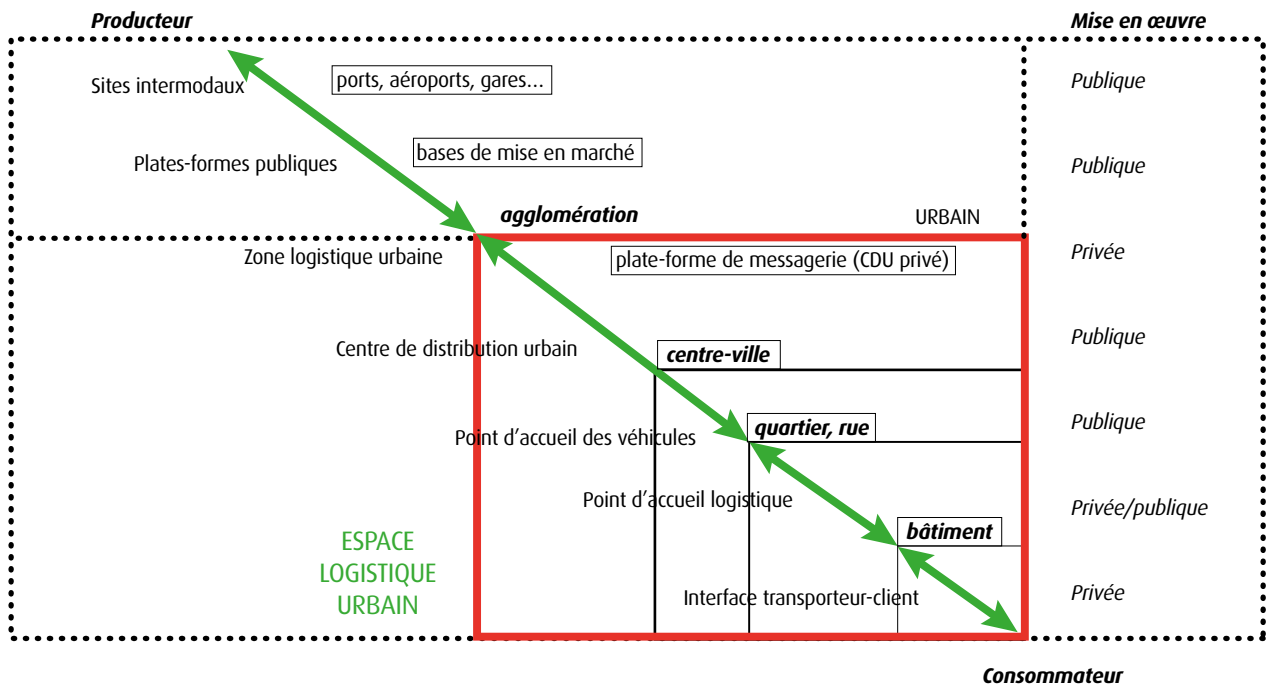 Producteur
Mise en œuvre
Sites intermodaux
ports, aéroports, gares...
Publique
Plates-formes publiques
bases de mise en marché
Publique
agglomération
URBAIN
Zone logistique urbaine
plate-forme de messagerie (CDU privé)
Privée
Centre de distribution urbain
centre-ville
Publique
Point d’accueil des véhicules
quartier, rue
Publique
Point d’accueil logistique
Privée/publique
bâtiment
ESPACE
LOGISTIQUE
URBAIN
Interface transporteur-client
Privée
Consommateur